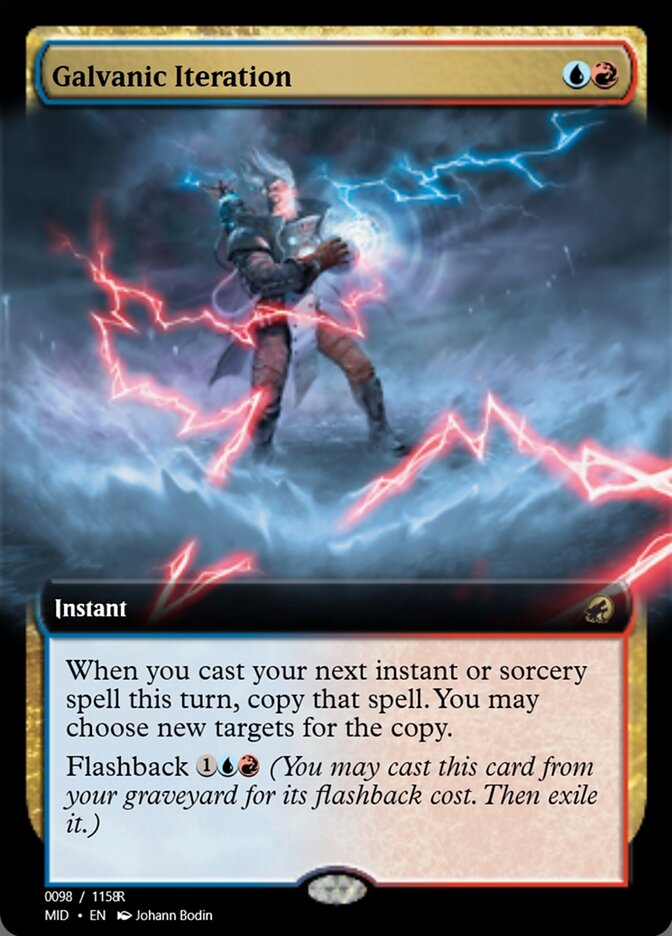 Galvanic Iteration
Instant
When you cast your next instant or sorcery
spell this turn, copy that spell. You may
choose new targets for the copy.
Flashback 1 (You may cast this card from
your graveyard for its flashback cost. Then exile
it.)
0098 / 1158R
MID • EN Johann Bodin